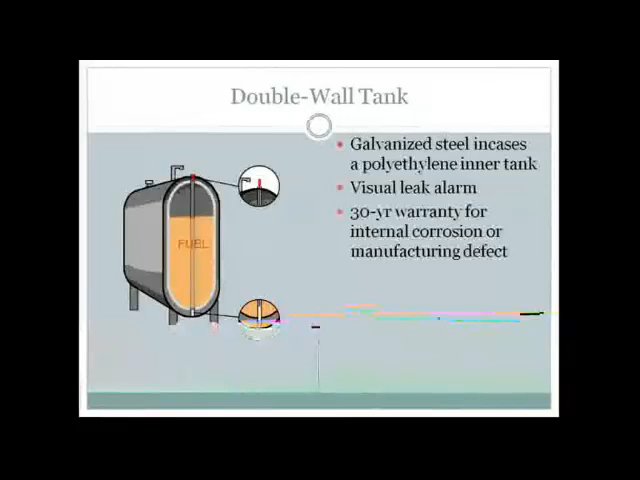 Double-Wall Tank
Galvanized steel incases
a polyethylene inner tank
Visual leak alarm
30-yr warranty for
internal corrosion or
manufacturing defect
FUEL